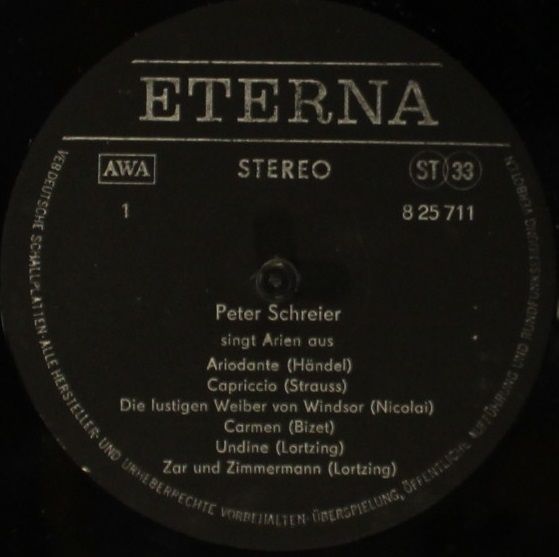 ETERNA
AWA
STEREO
ST 33
1
8 25 711
Peter Schreier
singt Arien aus
Ariodante (Händel)
Capriccio (Strauss)
Die lustigen Weiber von Windsor (Nicolai)
Carmen (Bizet)
Undine (Lortzing)
Zar und Zimmermann (Lortzing)
VEB DEUTSCHE SCHALLPLATTEN·ALLE HERSTELLER- UND URHEBERRECHTE VORBEHALTEN·ÜBERSPIELUNG, ÖFFENTLICHE AUFFÜHRUNG UND RUNDFUNKSENDUNG VERBOTEN